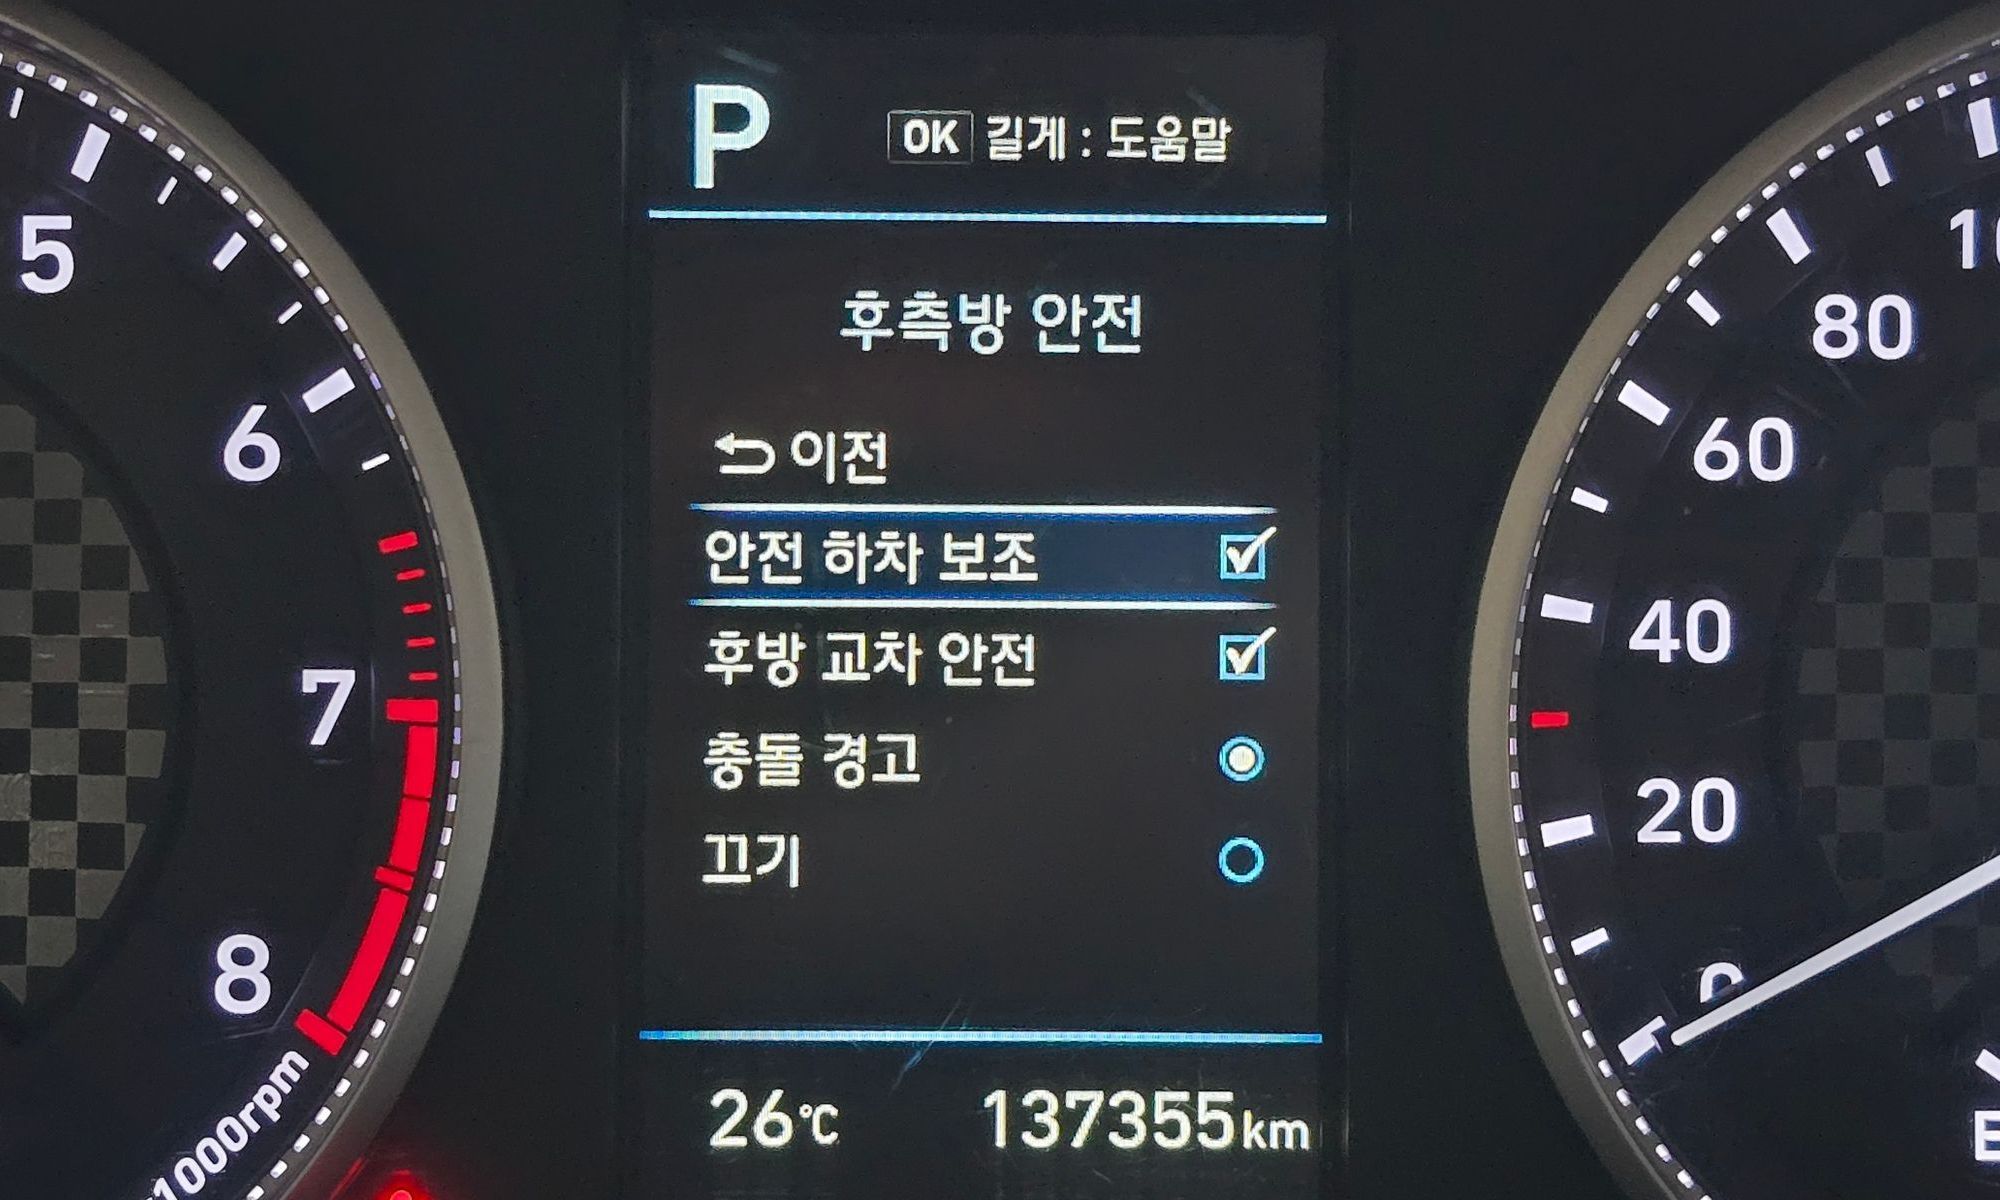 P
OK 길게 : 도움말
후측방 안전
이전
안전 하차 보조
후방 교차 안전
충돌 경고
끄기
26℃ 137355km
5
6
7
8
1000rpm
80
60
40
20
0